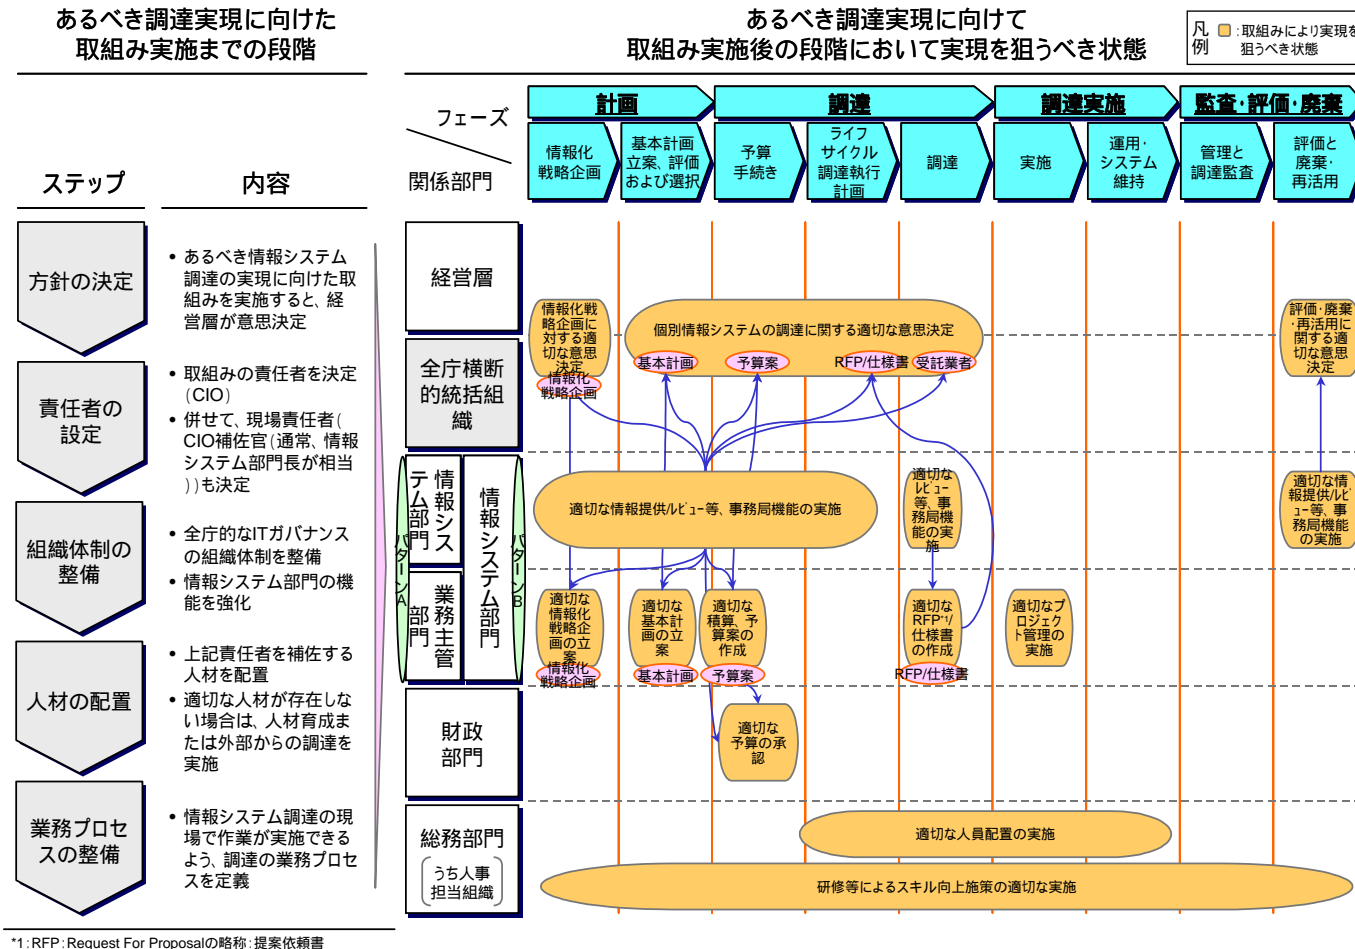 あるべき調達実現に向けた
取組み実施までの段階
あるべき調達実現に向けて
取組み実施後の段階において実現を狙うべき状態
凡
例
:取組みにより実現を
狙うべき状態
ステップ
内容
方針の決定
• あるべき情報システム
調達の実現に向けた取
組みを実施すると、経
営層が意思決定
責任者の
設定
• 取組みの責任者を決定
(CIO)
• 併せて、現場責任者(
CIO補佐官(通常、情報
システム部門長が相当
))も決定
組織体制の
整備
• 全庁的なITガバナンス
の組織体制を整備
• 情報システム部門の機
能を強化
人材の配置
• 上記責任者を補佐する
人材を配置
• 適切な人材が存在しな
い場合は、人材育成ま
たは外部からの調達を
実施
業務プロセ
スの整備
• 情報システム調達の現
場で作業が実施できる
よう、調達の業務プロセ
スを定義
フェーズ
関係部門
計画
調達
調達実施
監査・評価・廃棄
情報化
戦略企画
基本計画
立案、評価
および選択
予算
手続き
ライフ
サイクル
調達執行
計画
調達
実施
運用・
システム
維持
管理と
調達監査
評価と
廃棄・
再活用
経営層
全庁横断
的統括組
織
情報シス
テム部門
業務主管
部門
情報システム部門
パターンA
パターンB
財政
部門
総務部門
うち人事
担当組織
情報化戦
略企画に
対する適
切な意思
決定
情報化
戦略企画
個別情報システムの調達に関する適切な意思決定
基本計画
予算案
RFP/仕様書
受託業者
評価・廃棄
・再活用に
関する適
切な意思
決定
適切な情報提供/レビュー等、事務局機能の実施
適切な
レビュー
等、事
務局機
能の実
施
適切な情
報提供/レビ
ュー等、事
務局機能
の実施
適切な
情報化
戦略企
画の立
案
情報化
戦略企画
適切な
基本計
画の立
案
基本計画
適切な
積算、予
算案の
作成
予算案
適切な
RFP*1/
仕様書
の作成
RFP/仕様書
適切なプ
ロジェク
ト管理の
実施
適切な
予算の承
認
適切な人員配置の実施
研修等によるスキル向上施策の適切な実施
*1:RFP:Request For Proposalの略称:提案依頼書